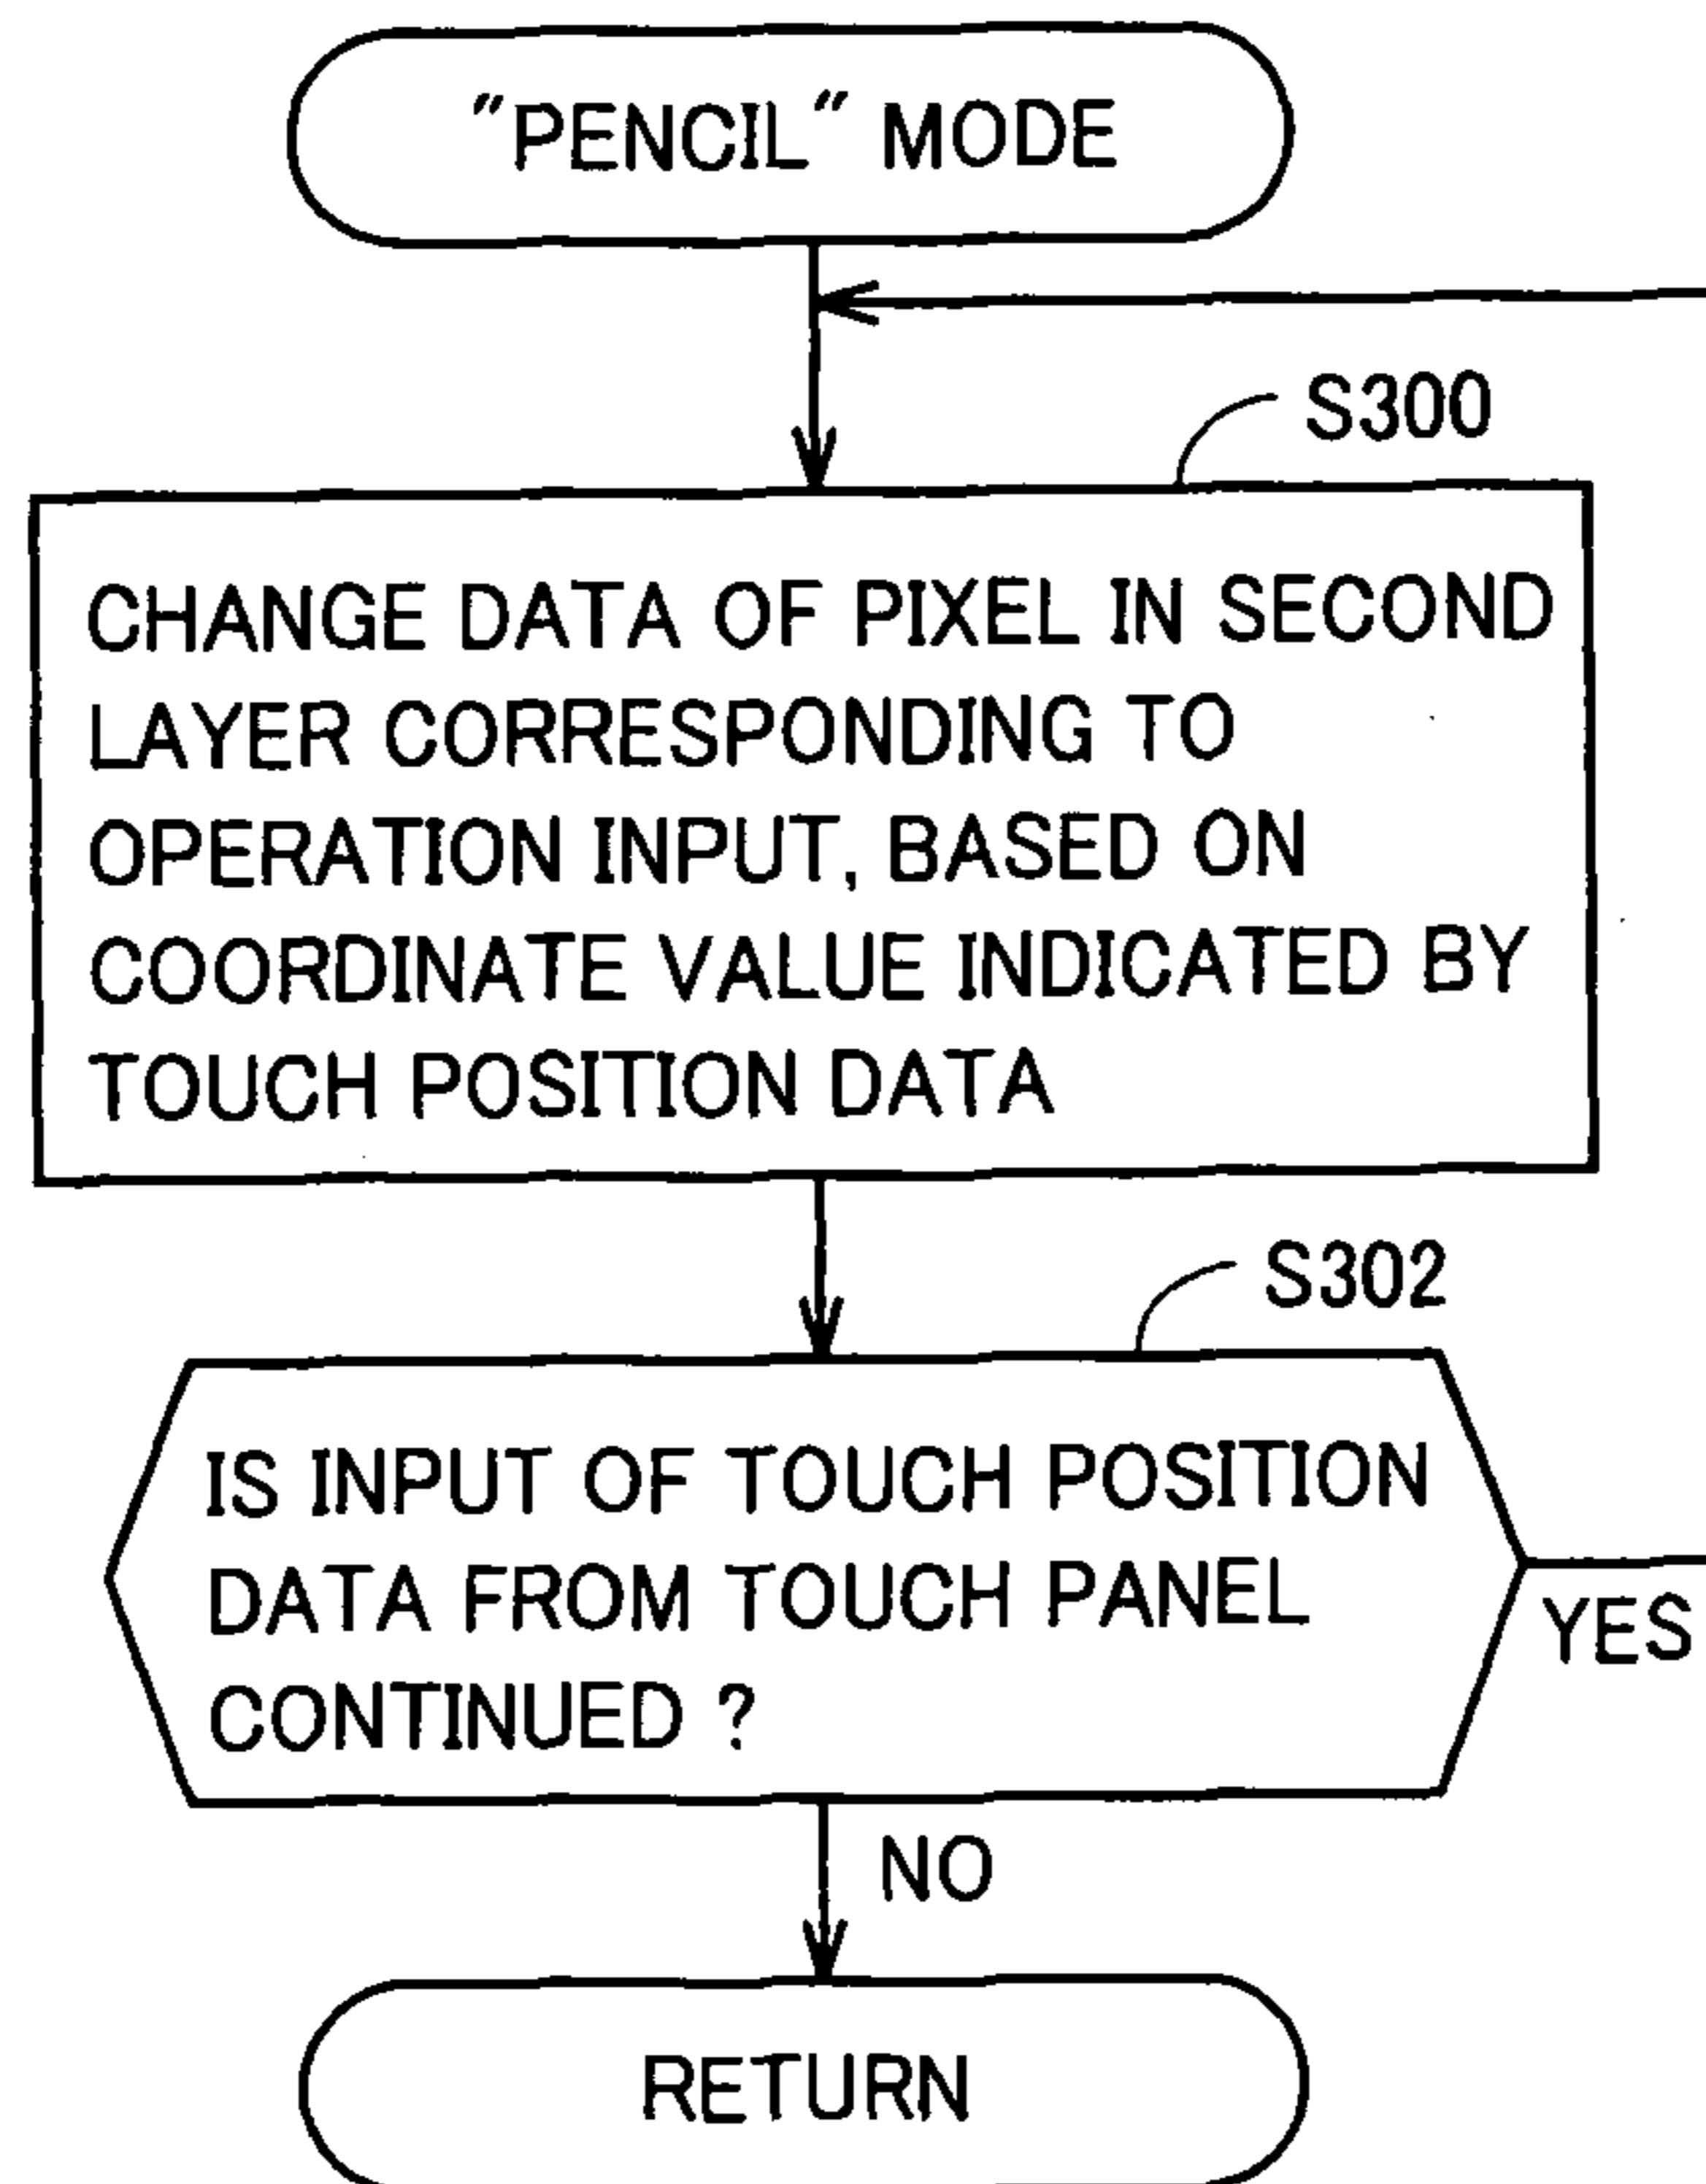 "PENCIL" MODE
S300
CHANGE DATA OF PIXEL IN SECOND
LAYER CORRESPONDING TO
OPERATION INPUT, BASED ON
COORDINATE VALUE INDICATED BY
TOUCH POSITION DATA
S302
IS INPUT OF TOUCH POSITION
DATA FROM TOUCH PANEL
CONTINUED ?
YES
NO
RETURN